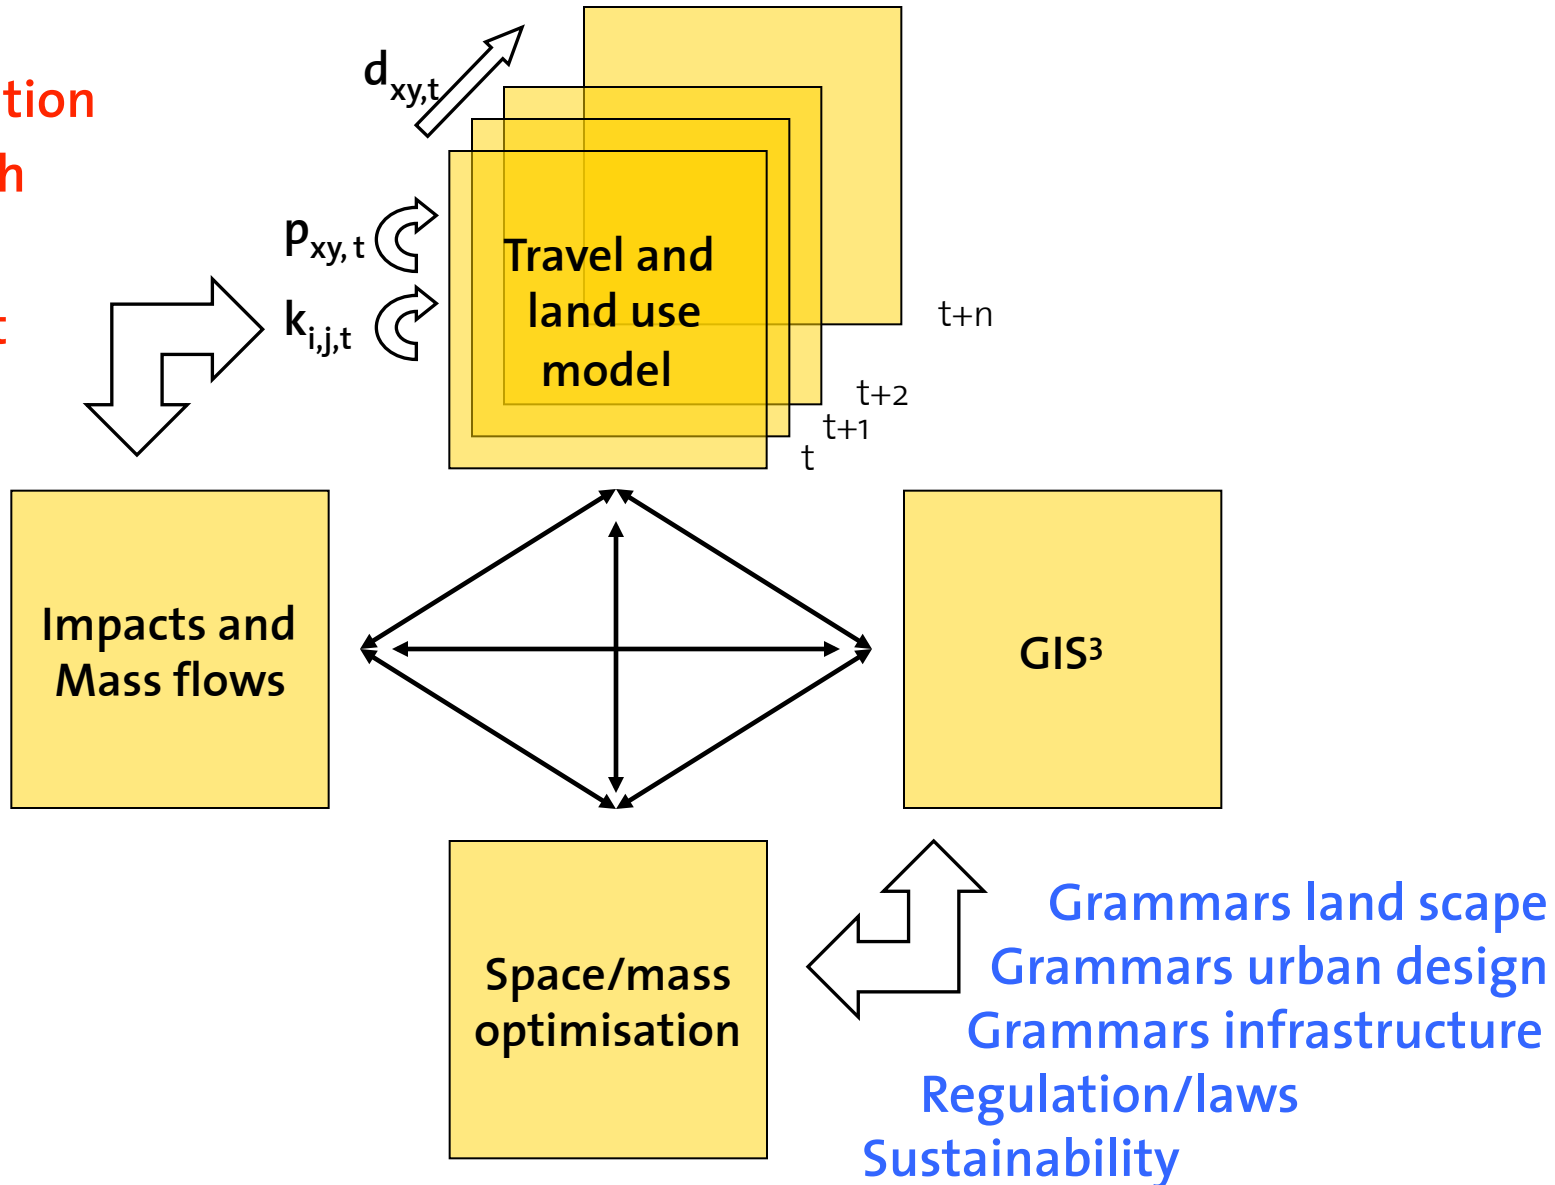 d xy,t
tion
h
p xy, t
Travel and
land use
model
k i,j,t
t
t+n
t+2
t+1
t
Impacts and
Mass flows
GIS³
Space/mass
optimisation
Grammars land scape
Grammars urban design
Grammars infrastructure
Regulation/laws
Sustainability